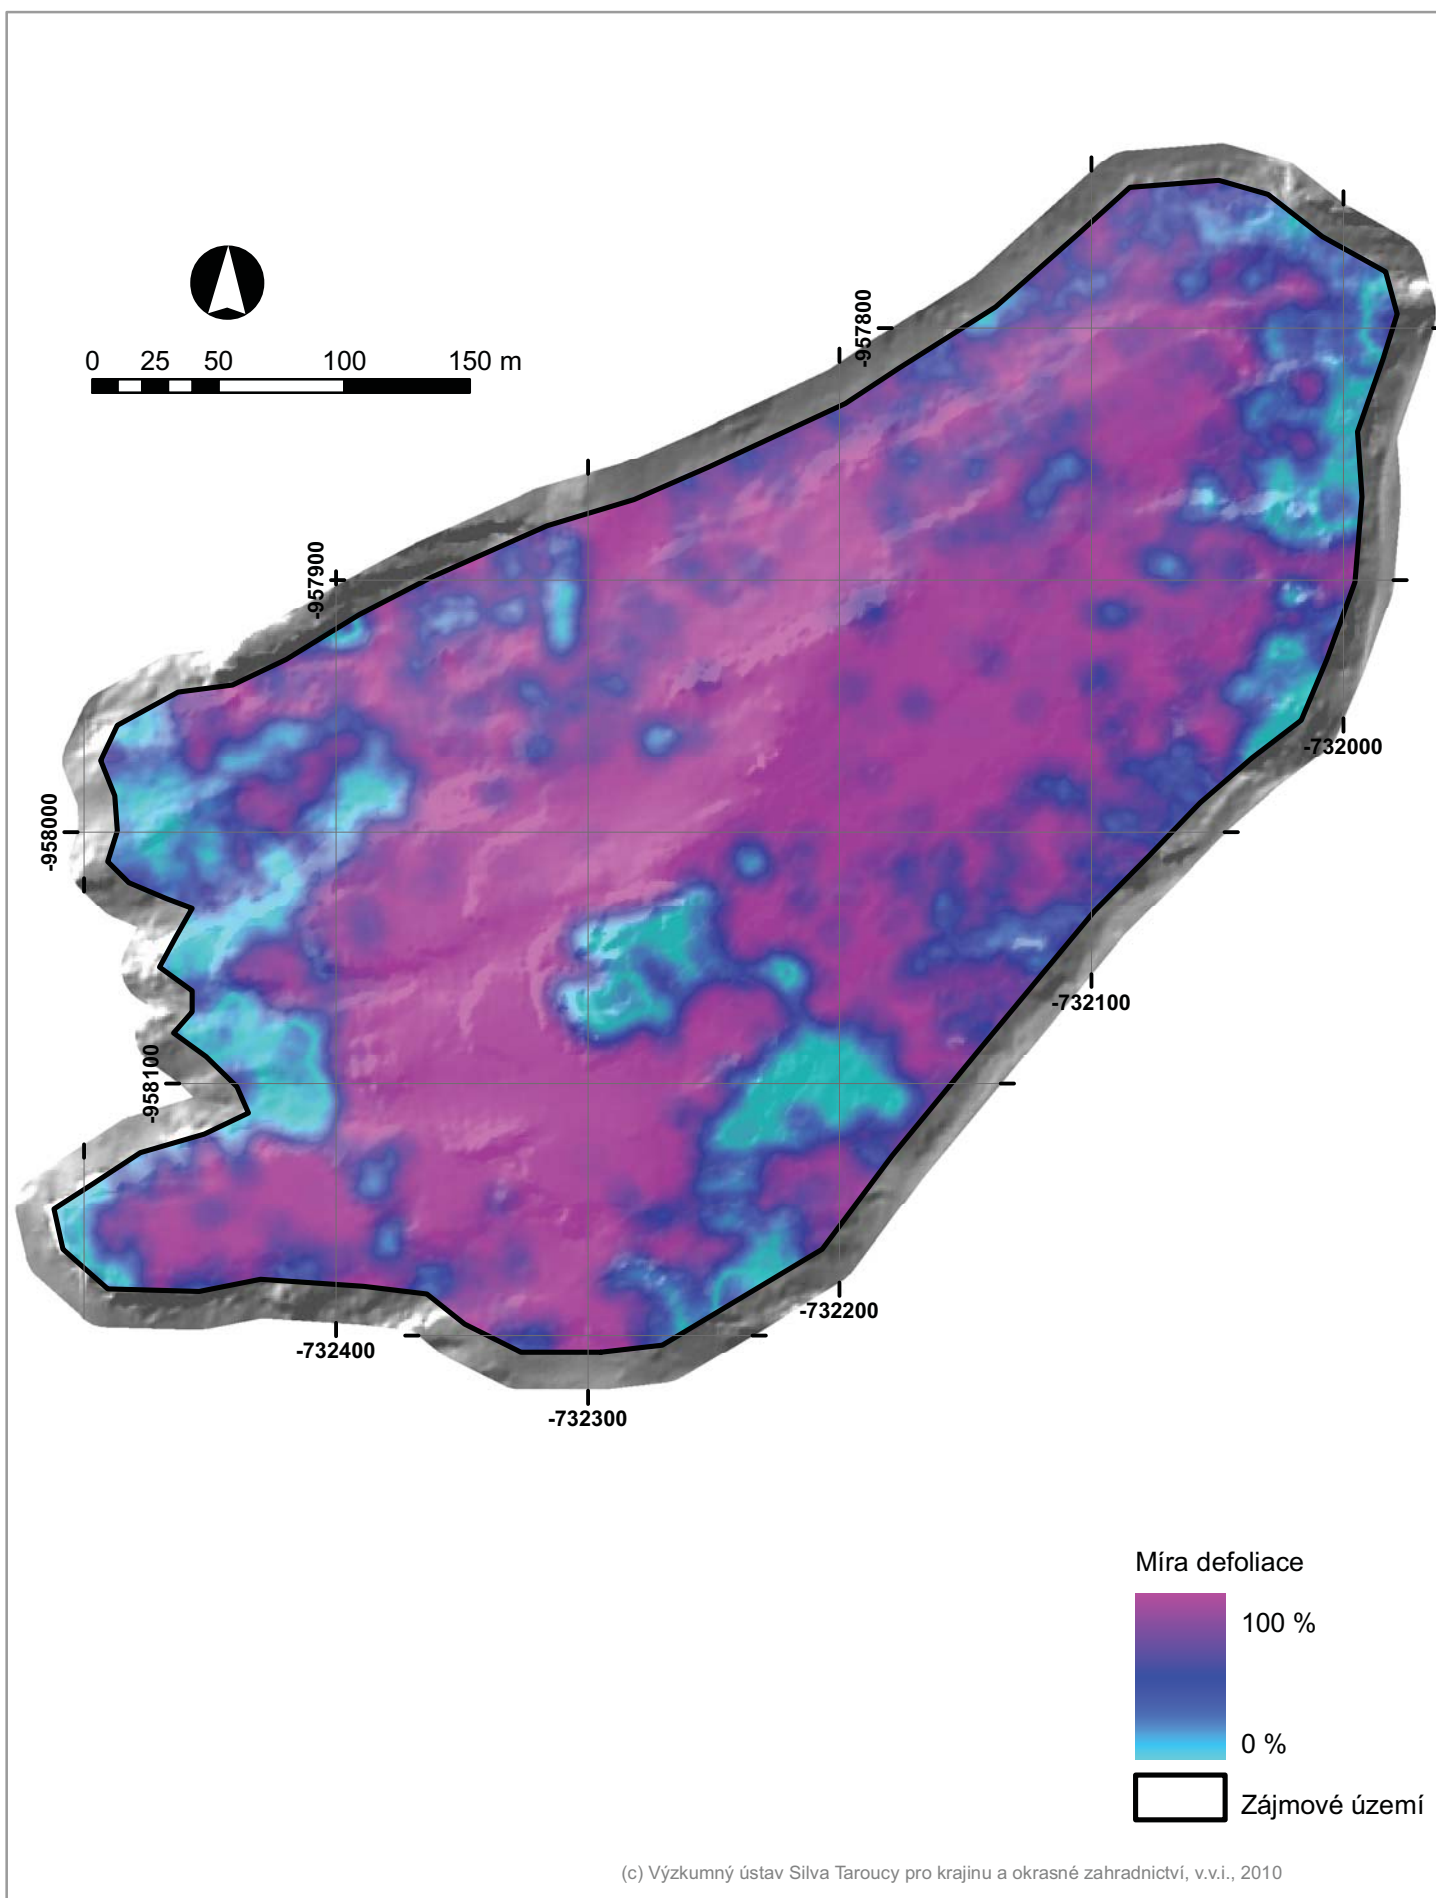 -957800
0 25 50 100 150 m
-957900
-732000
-958000
-732100
-958100
-732200
-732400
-732300
Míra defoliace
100 %
0 %
Zájmové území
(c) Výzkumný ústav Silva Taroucy pro krajinu a okrasné zahradnictví, v.v.i., 2010